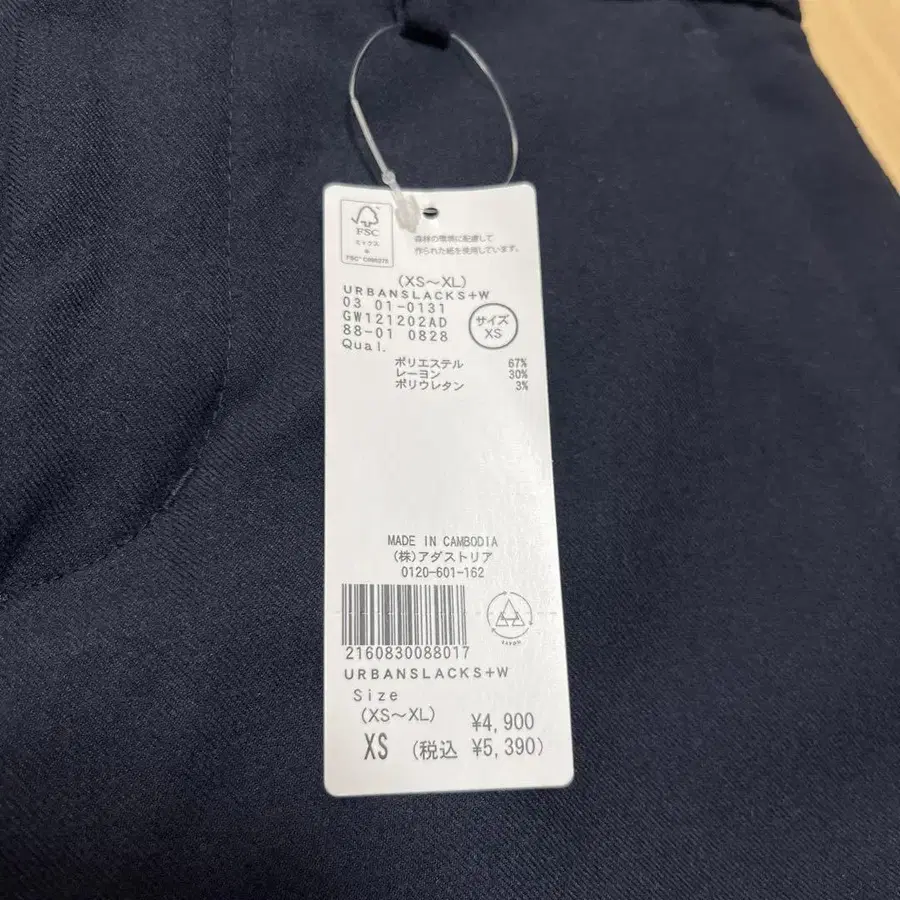 FSC
ミックス
森林の環境に配慮して
作られた紙を使用しています。
(XS〜XL)
URBANSLACKS+W
03 01-0131
GW121202AD
88-01 0828
サイズ
XS
Qual.
ポリエステル 67%
レーヨン 30%
ポリウレタン 3%
MADE IN CAMBODIA
(株)アダストリア
0120-601-162
2160830088017
URBANSLACKS+W
Size
(XS〜XL)
¥4,900
XS (税込 ¥5,390)